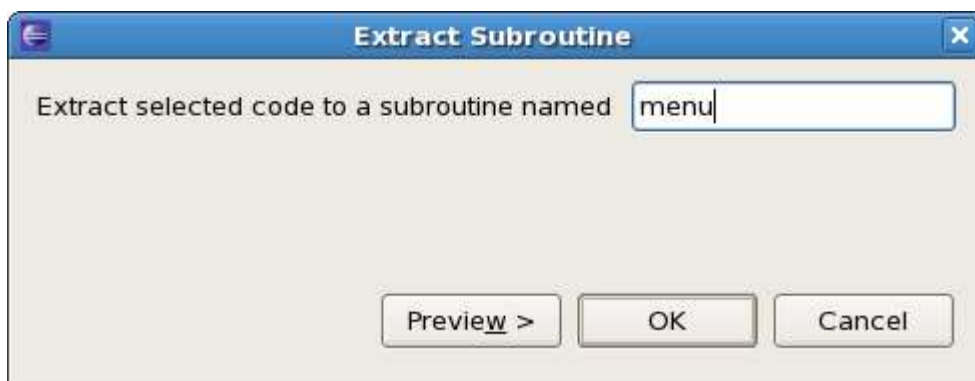 Extract Subroutine
Extract selected code to a subroutine named menu
Preview > OK Cancel